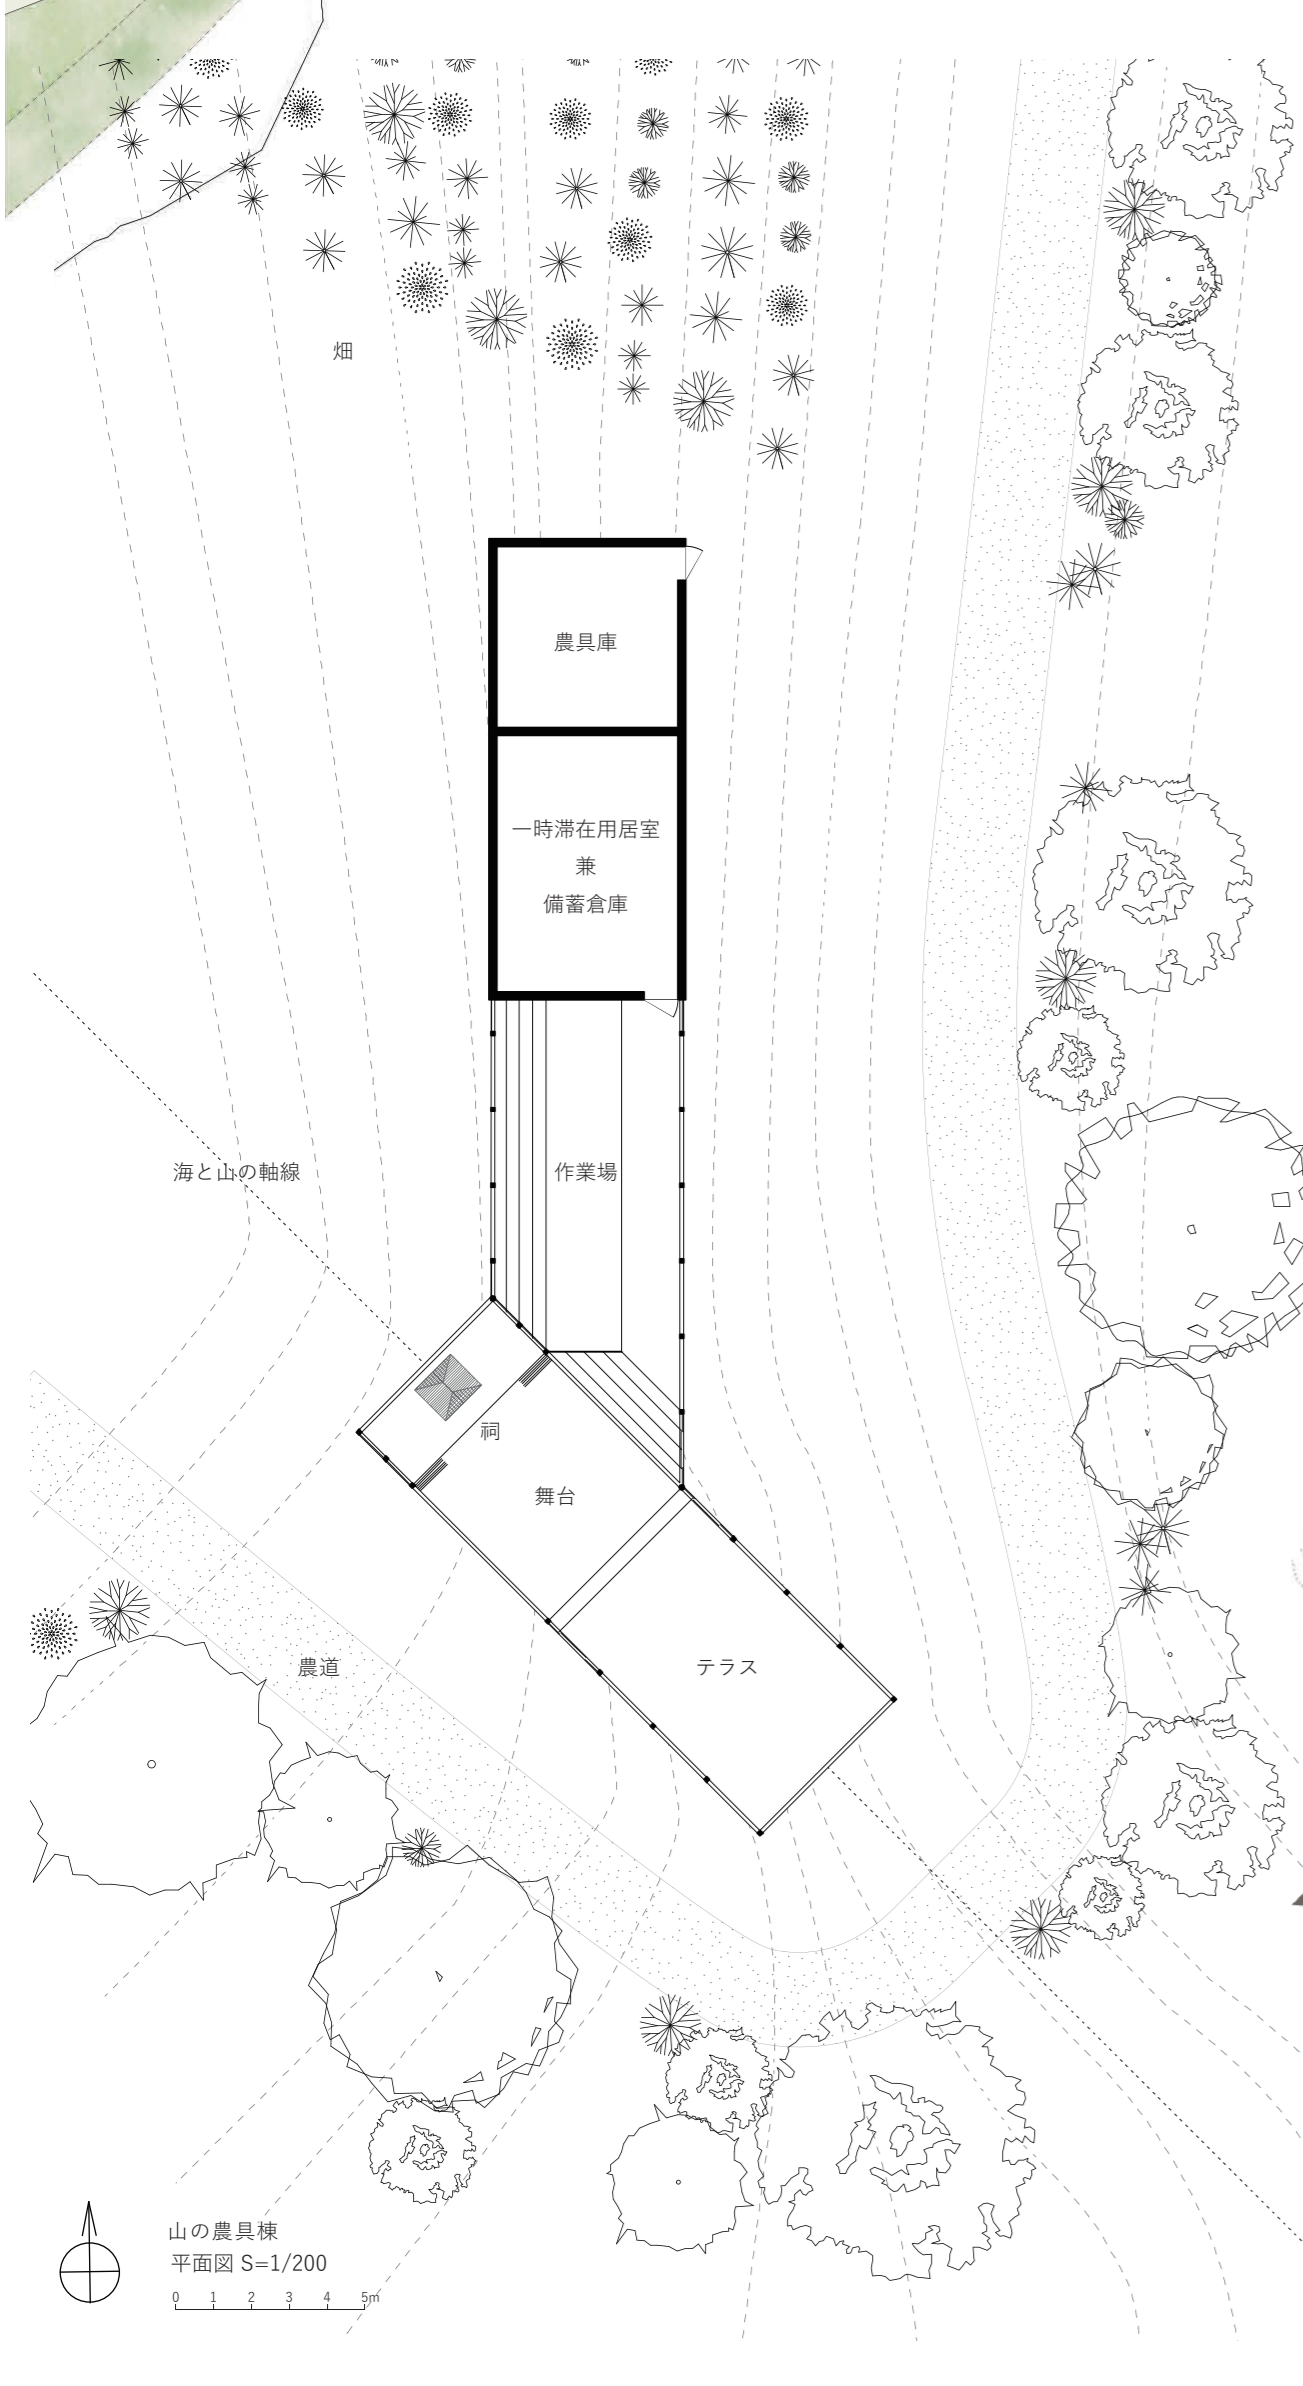 畑
農具庫
一時滞在用居室
兼
備蓄倉庫
海と山の軸線
作業場
祠
舞台
農道
テラス
山の農具棟
平面図 S=1/200
0 1 2 3 4 5m